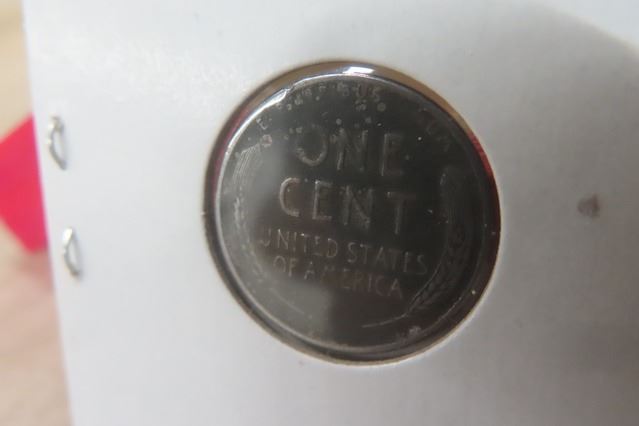 ONE
CENT
UNITED STATES
OF AMERICA